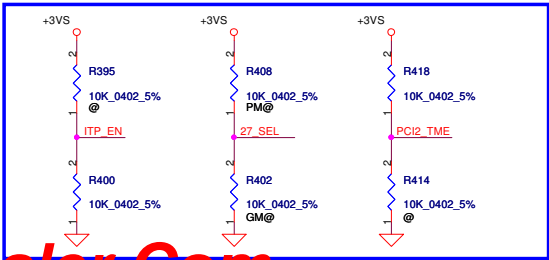 +3VS +3VS +3VS
2 2 2
R395 R408 R418
10K_0402_5% 10K_0402_5% 10K_0402_5%
@ PM@
1 1 1
ITP_EN 27_SEL PCI2_TME
2 2 2
R400 R402 R414
10K_0402_5% 10K_0402_5% 10K_0402_5%
GM@ @
1 1 1